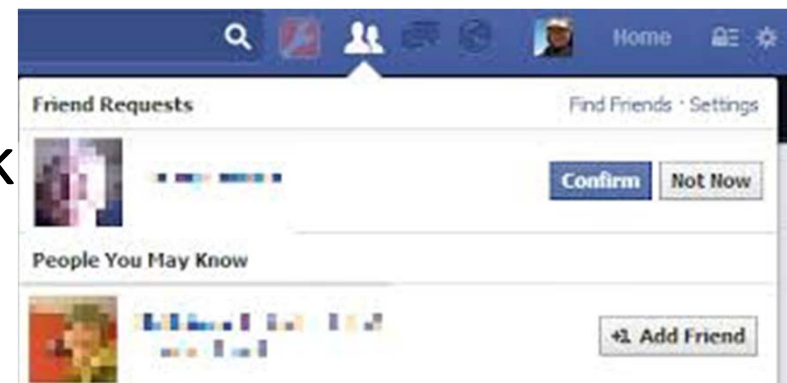 Home
Friend Requests Find Friends · Settings
k
Confirm Not Now
People You May Know
+1 Add Friend